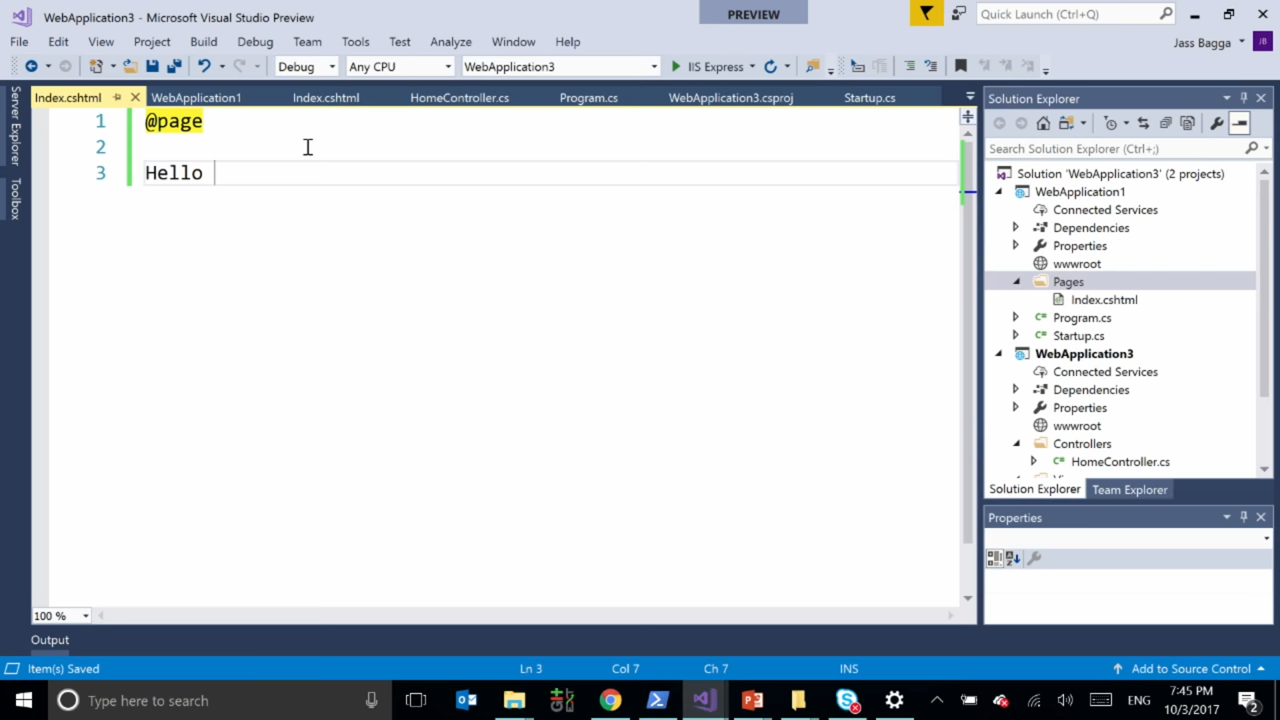 WebApplication3 - Microsoft Visual Studio Preview
PREVIEW
Quick Launch (Ctrl+Q)
File Edit View Project Build Debug Team Tools Test Analyze Window Help
Jass Bagga JB
Debug Any CPU WebApplication3 IIS Express
Server Explorer
Toolbox
Index.cshtml WebApplication1 Index.cshtml HomeController.cs Program.cs WebApplication3.csproj Startup.cs
1 @page
2
3 Hello
Solution Explorer
Search Solution Explorer (Ctrl+;)
Solution 'WebApplication3' (2 projects)
WebApplication1
Connected Services
Dependencies
Properties
wwwroot
Pages
Index.cshtml
C# Program.cs
C# Startup.cs
WebApplication3
Connected Services
Dependencies
Properties
wwwroot
Controllers
C# HomeController.cs
Solution Explorer Team Explorer
Properties
100 %
Output
Item(s) Saved Ln 3 Col 7 Ch 7 INS Add to Source Control
Type here to search
ENG
7:45 PM
10/3/2017
2